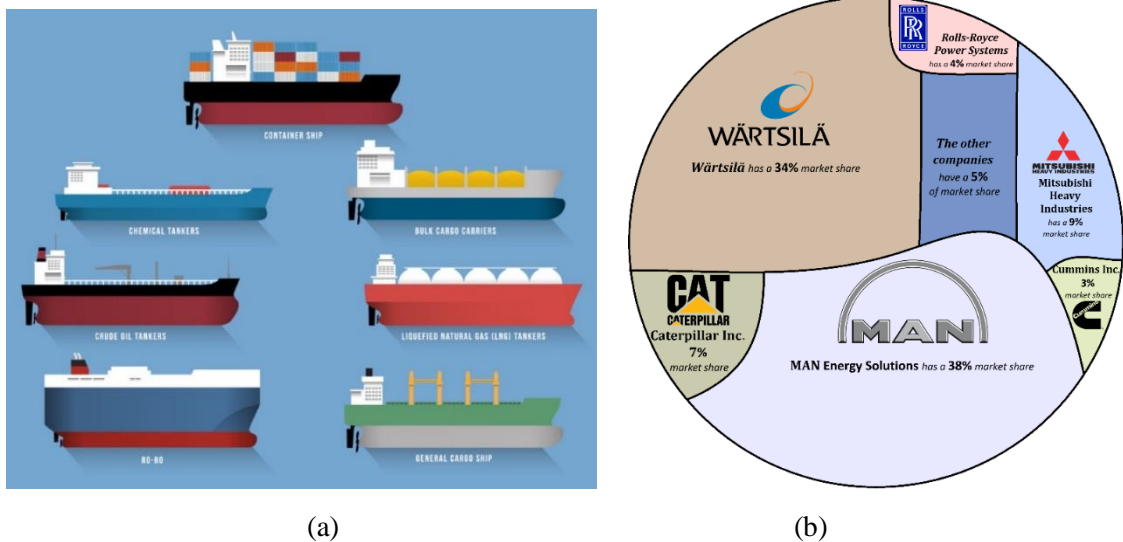 CONTAINER SHIP
CHEMICAL TANKERS
BULK CARGO CARRIERS
CRUDE OIL TANKERS
LIQUEFIED NATURAL GAS (LNG) TANKERS
RO-RO
GENERAL CARGO SHIP
(a)
ROLLS
RR
ROYCE
Rolls-Royce
Power Systems
has a 4% market share
WÄRTSILÄ
Wärtsilä has a 34% market share
The other
companies
have a 5%
of market share
MITSUBISHI
HEAVY INDUSTRIES
Mitsubishi
Heavy
Industries
has a 9%
market share
CAT
CATERPILLAR
Caterpillar Inc.
7%
market share
MAN
MAN Energy Solutions has a 38% market share
Cummins Inc.
3%
market share
Cummins
(b)